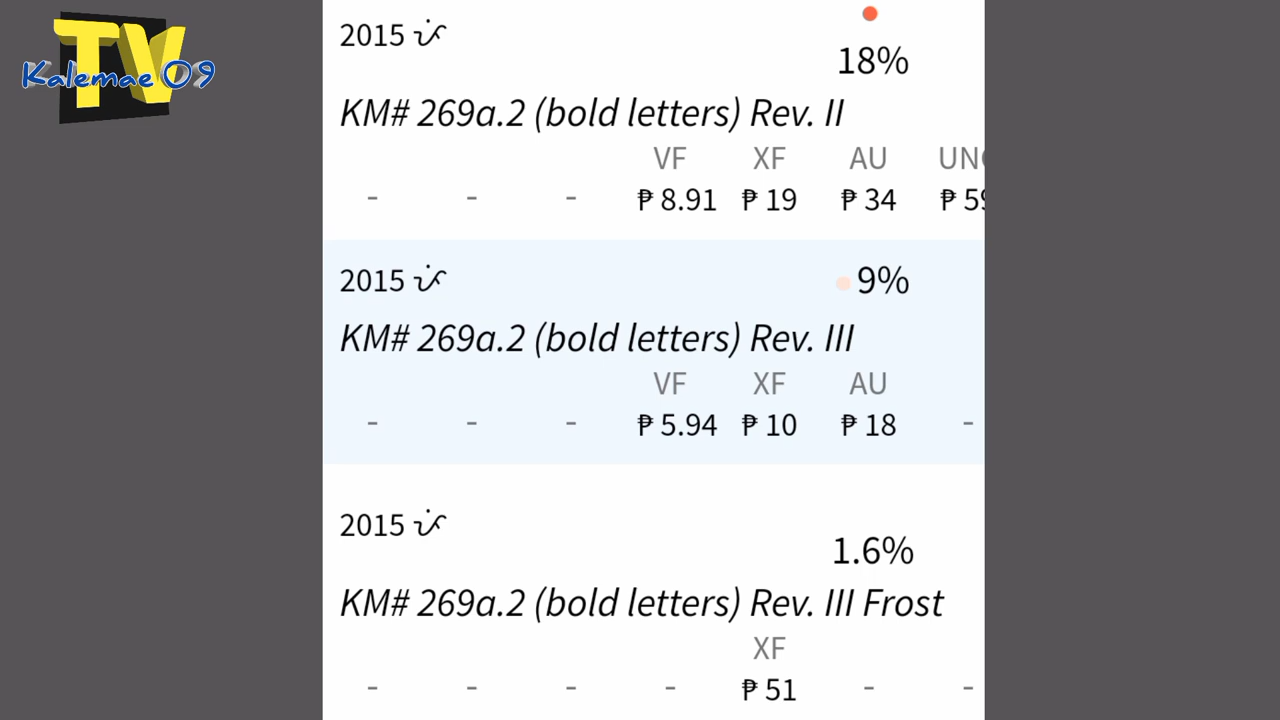 TV
Kalemae 09
2015
18%
KM# 269a.2 (bold letters) Rev. II
VF XF AU UNC
- - - ₱ 8.91 ₱ 19 ₱ 34 ₱ 59
2015
9%
KM# 269a.2 (bold letters) Rev. III
VF XF AU
- - - ₱ 5.94 ₱ 10 ₱ 18 -
2015
1.6%
KM# 269a.2 (bold letters) Rev. III Frost
XF
- - - - ₱ 51 - -